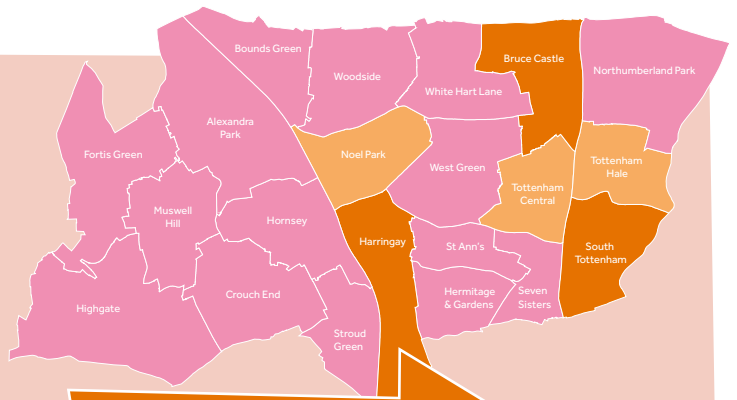 Bounds Green
Woodside
Bruce Castle
Northumberland Park
White Hart Lane
Alexandra
Park
Fortis Green
Noel Park
West Green
Tottenham
Hale
Tottenham
Central
Muswell
Hill
Hornsey
Harringay
St Ann's
South
Tottenham
Highgate
Crouch End
Hermitage
& Gardens
Seven
Sisters
Stroud
Green